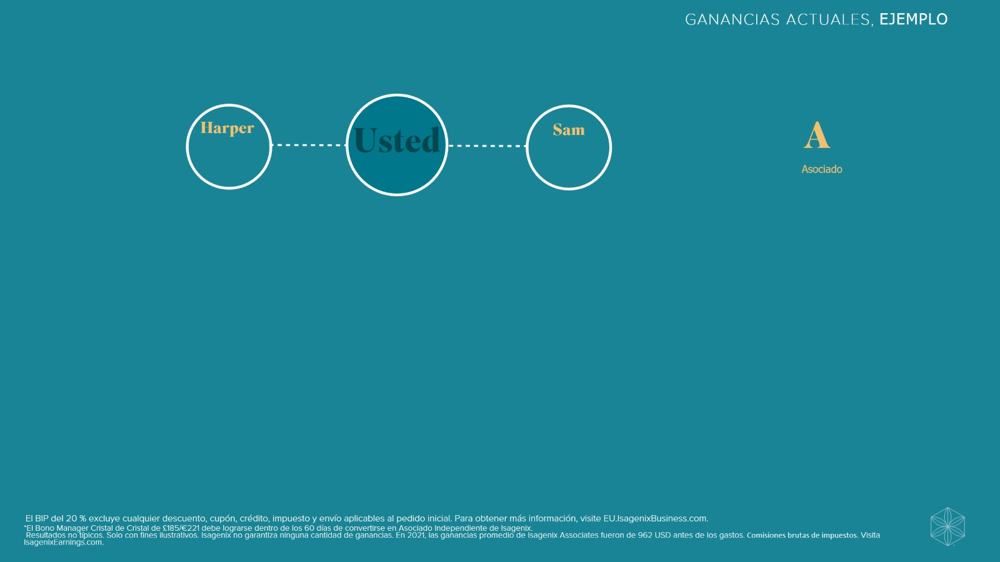 GANANCIAS ACTUALES, EJEMPLO
Harper
Usted
Sam
A
Asociado
El BIP del 20 % excluye cualquier descuento, cupón, crédito, impuesto y envío aplicables al pedido inicial. Para obtener más información, visite EU.IsagenixBusiness.com.
*El Bono Manager Cristal de Cristal de £185/€221 debe lograrse dentro de los 60 días de convertirse en Asociado Independiente de Isagenix.
Resultados no típicos. Solo con fines ilustrativos. Isagenix no garantiza ninguna cantidad de ganancias. En 2021, las ganancias promedio de Isagenix Associates fueron de 962 USD antes de los gastos. Comisiones brutas de impuestos. Visita
IsagenixEarnings.com.